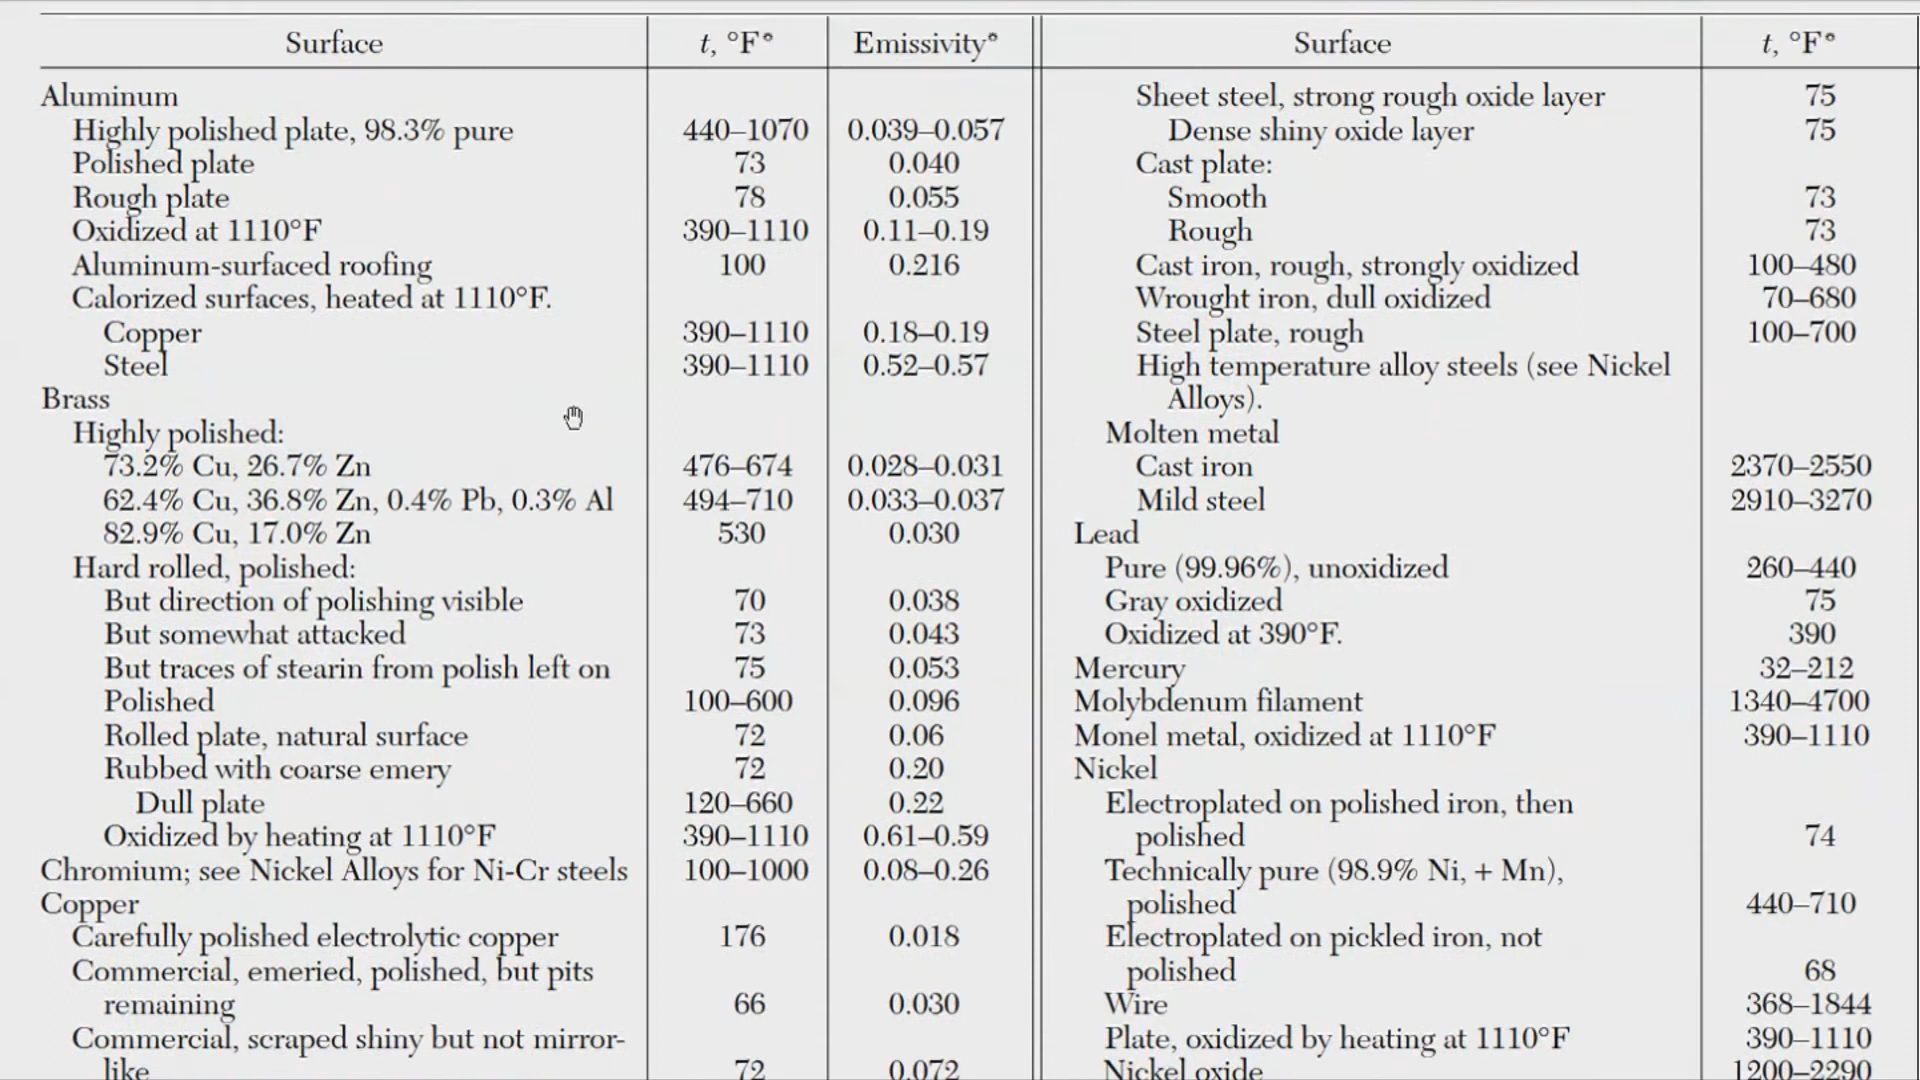 Surface t, °F* Emissivity*
Aluminum
Highly polished plate, 98.3% pure 440–1070 0.039–0.057
Polished plate 73 0.040
Rough plate 78 0.055
Oxidized at 1110°F 390–1110 0.11–0.19
Aluminum-surfaced roofing 100 0.216
Calorized surfaces, heated at 1110°F.
Copper 390–1110 0.18–0.19
Steel 390–1110 0.52–0.57
Brass
Highly polished:
73.2% Cu, 26.7% Zn 476–674 0.028–0.031
62.4% Cu, 36.8% Zn, 0.4% Pb, 0.3% Al 494–710 0.033–0.037
82.9% Cu, 17.0% Zn 530 0.030
Hard rolled, polished:
But direction of polishing visible 70 0.038
But somewhat attacked 73 0.043
But traces of stearin from polish left on 75 0.053
Polished 100–600 0.096
Rolled plate, natural surface 72 0.06
Rubbed with coarse emery 72 0.20
Dull plate 120–660 0.22
Oxidized by heating at 1110°F 390–1110 0.61–0.59
Chromium; see Nickel Alloys for Ni-Cr steels 100–1000 0.08–0.26
Copper
Carefully polished electrolytic copper 176 0.018
Commercial, emeried, polished, but pits
remaining 66 0.030
Commercial, scraped shiny but not mirror-
like 72 0.072
Surface t, °F*
Sheet steel, strong rough oxide layer 75
Dense shiny oxide layer 75
Cast plate:
Smooth 73
Rough 73
Cast iron, rough, strongly oxidized 100–480
Wrought iron, dull oxidized 70–680
Steel plate, rough 100–700
High temperature alloy steels (see Nickel
Alloys).
Molten metal
Cast iron 2370–2550
Mild steel 2910–3270
Lead
Pure (99.96%), unoxidized 260–440
Gray oxidized 75
Oxidized at 390°F. 390
Mercury 32–212
Molybdenum filament 1340–4700
Monel metal, oxidized at 1110°F 390–1110
Nickel
Electroplated on polished iron, then
polished 74
Technically pure (98.9% Ni, + Mn),
polished 440–710
Electroplated on pickled iron, not
polished 68
Wire 368–1844
Plate, oxidized by heating at 1110°F 390–1110
Nickel oxide 1200–2290